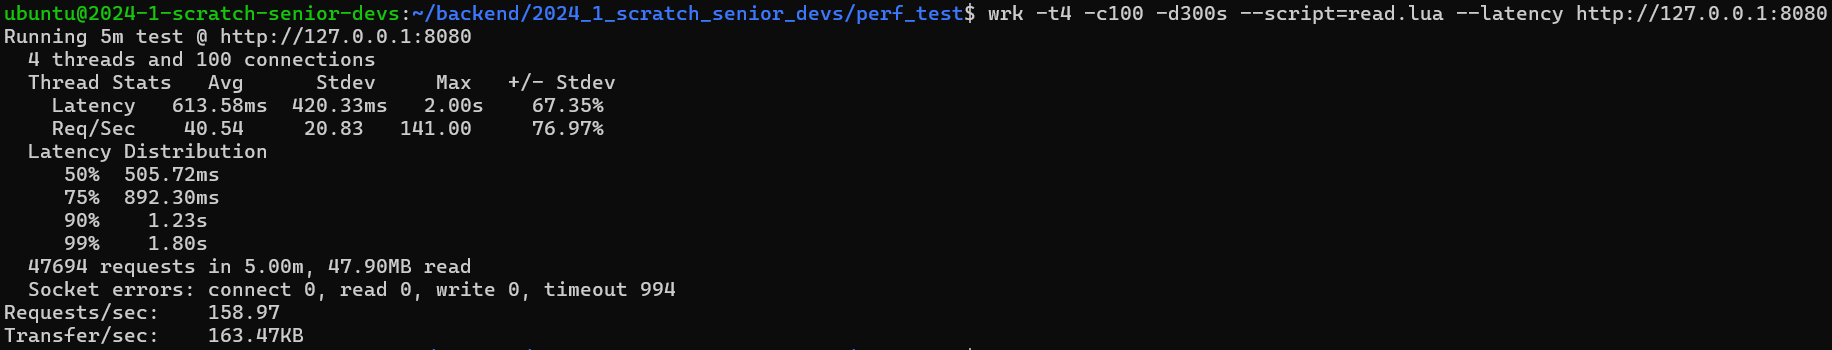 ubuntu@2024-1-scratch-senior-devs:~/backend/2024_1_scratch_senior_devs/perf_test$ wrk -t4 -c100 -d300s --script=read.lua --latency http://127.0.0.1:8080
Running 5m test @ http://127.0.0.1:8080
  4 threads and 100 connections
  Thread Stats   Avg      Stdev     Max   +/- Stdev
    Latency   613.58ms  420.33ms   2.00s    67.35%
    Req/Sec    40.54     20.83   141.00     76.97%
  Latency Distribution
     50%  505.72ms
     75%  892.30ms
     90%    1.23s
     99%    1.80s
  47694 requests in 5.00m, 47.90MB read
  Socket errors: connect 0, read 0, write 0, timeout 994
Requests/sec:    158.97
Transfer/sec:    163.47KB